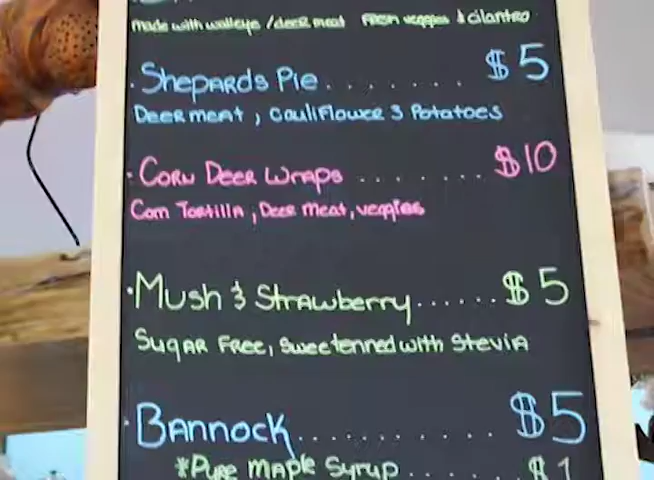 made with walleye / deer meat Fresh veggies & cilantro
· Shepards Pie . . . . . . . $5
Deer meat, Cauliflower & Potatoes
· Corn Deer Wraps . . . . . . . $10
Corn Tortilla, Deer Meat, veggies
· Mush & Strawberry...... $5
Sugar Free, Sweetenned with Stevia
· Bannock.......... $5
*Pure Maple Syrup...... $1